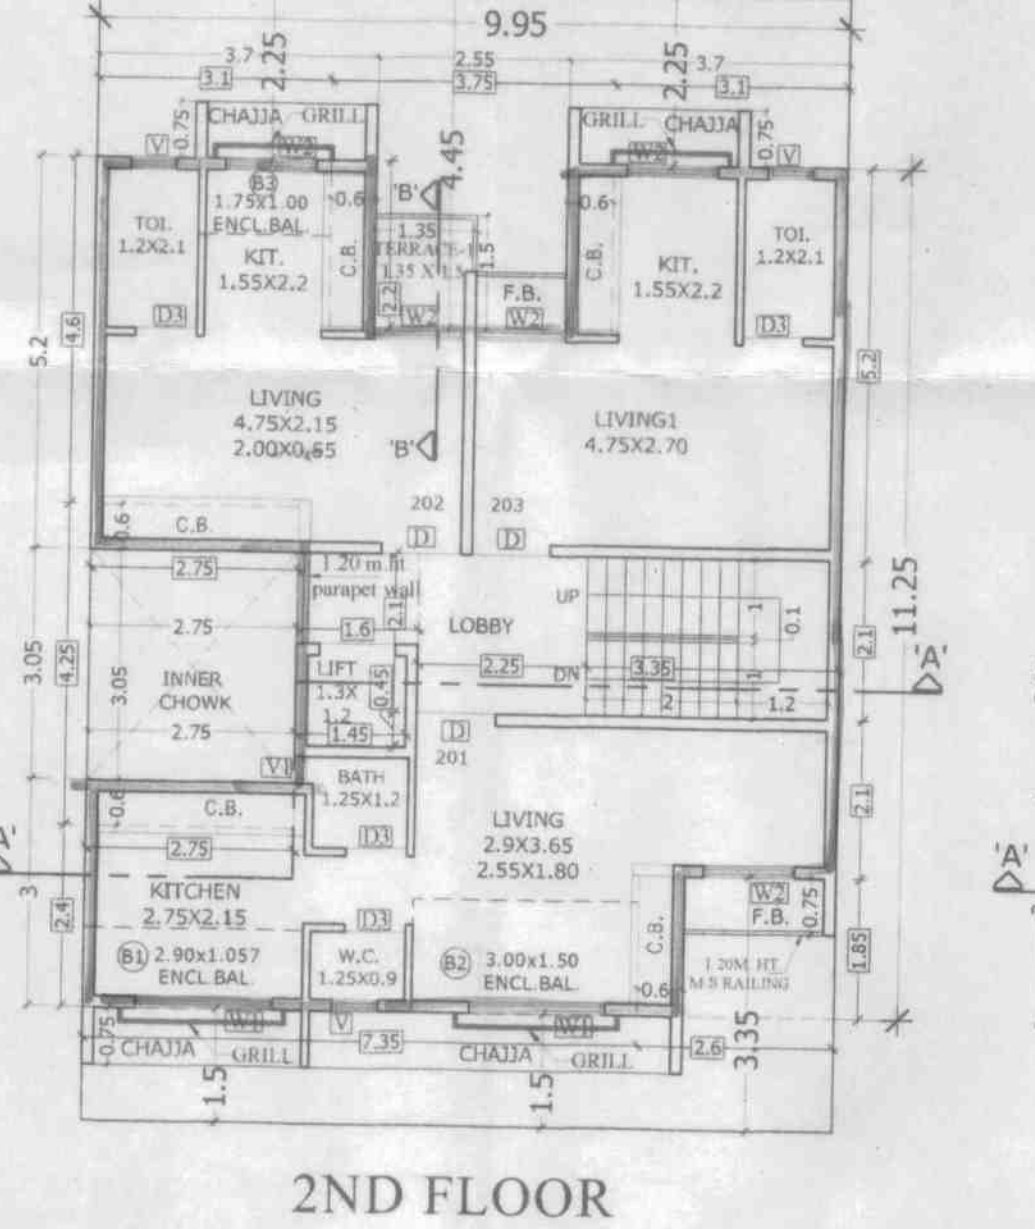 9.95
3.7
2.25
2.55
2.25
3.7
3.1
3.75
3.1
0.75
CHAJJA
GRILL
GRILL
CHAJJA
0.75
V
W2
W2
V
4.45
'B'
B3
1.75X1.00
ENCL.BAL.
0.6
TOI.
1.2X2.1
KIT.
1.55X2.2
C.B.
1.35
TERRACE-1
1.35 X 1.5
1.5
2.2
W2
F.B.
W2
0.6
C.B.
KIT.
1.55X2.2
TOI.
1.2X2.1
D3
D3
5.2
4.6
5.2
LIVING
4.75X2.15
2.00X0.65
'B'
LIVING1
4.75X2.70
202
203
D
D
0.6
C.B.
11.25
2.75
1.20 m.ht
parapet wall
2.1
UP
1
0.1
2.75
1.6
LOBBY
3.05
4.25
3.05
INNER
CHOWK
2.75
LIFT
1.3X
1.2
0.45
1.45
2.25
DN
3.35
1
2
1.2
2.1
'A'
V1
D
201
BATH
1.25X1.2
D3
0.6
C.B.
2.75
LIVING
2.9X3.65
2.55X1.80
2.1
'A'
'A'
3
2.4
KITCHEN
2.75X2.15
B1
2.90x1.057
ENCL.BAL.
D3
W.C.
1.25X0.9
B2
3.00x1.50
ENCL.BAL.
C.B.
0.6
W2
F.B.
0.75
1.20M. HT.
M S RAILING
1.85
0.75
W1
V
W1
CHAJJA
GRILL
7.35
CHAJJA
GRILL
2.6
3.35
1.5
1.5
2ND FLOOR